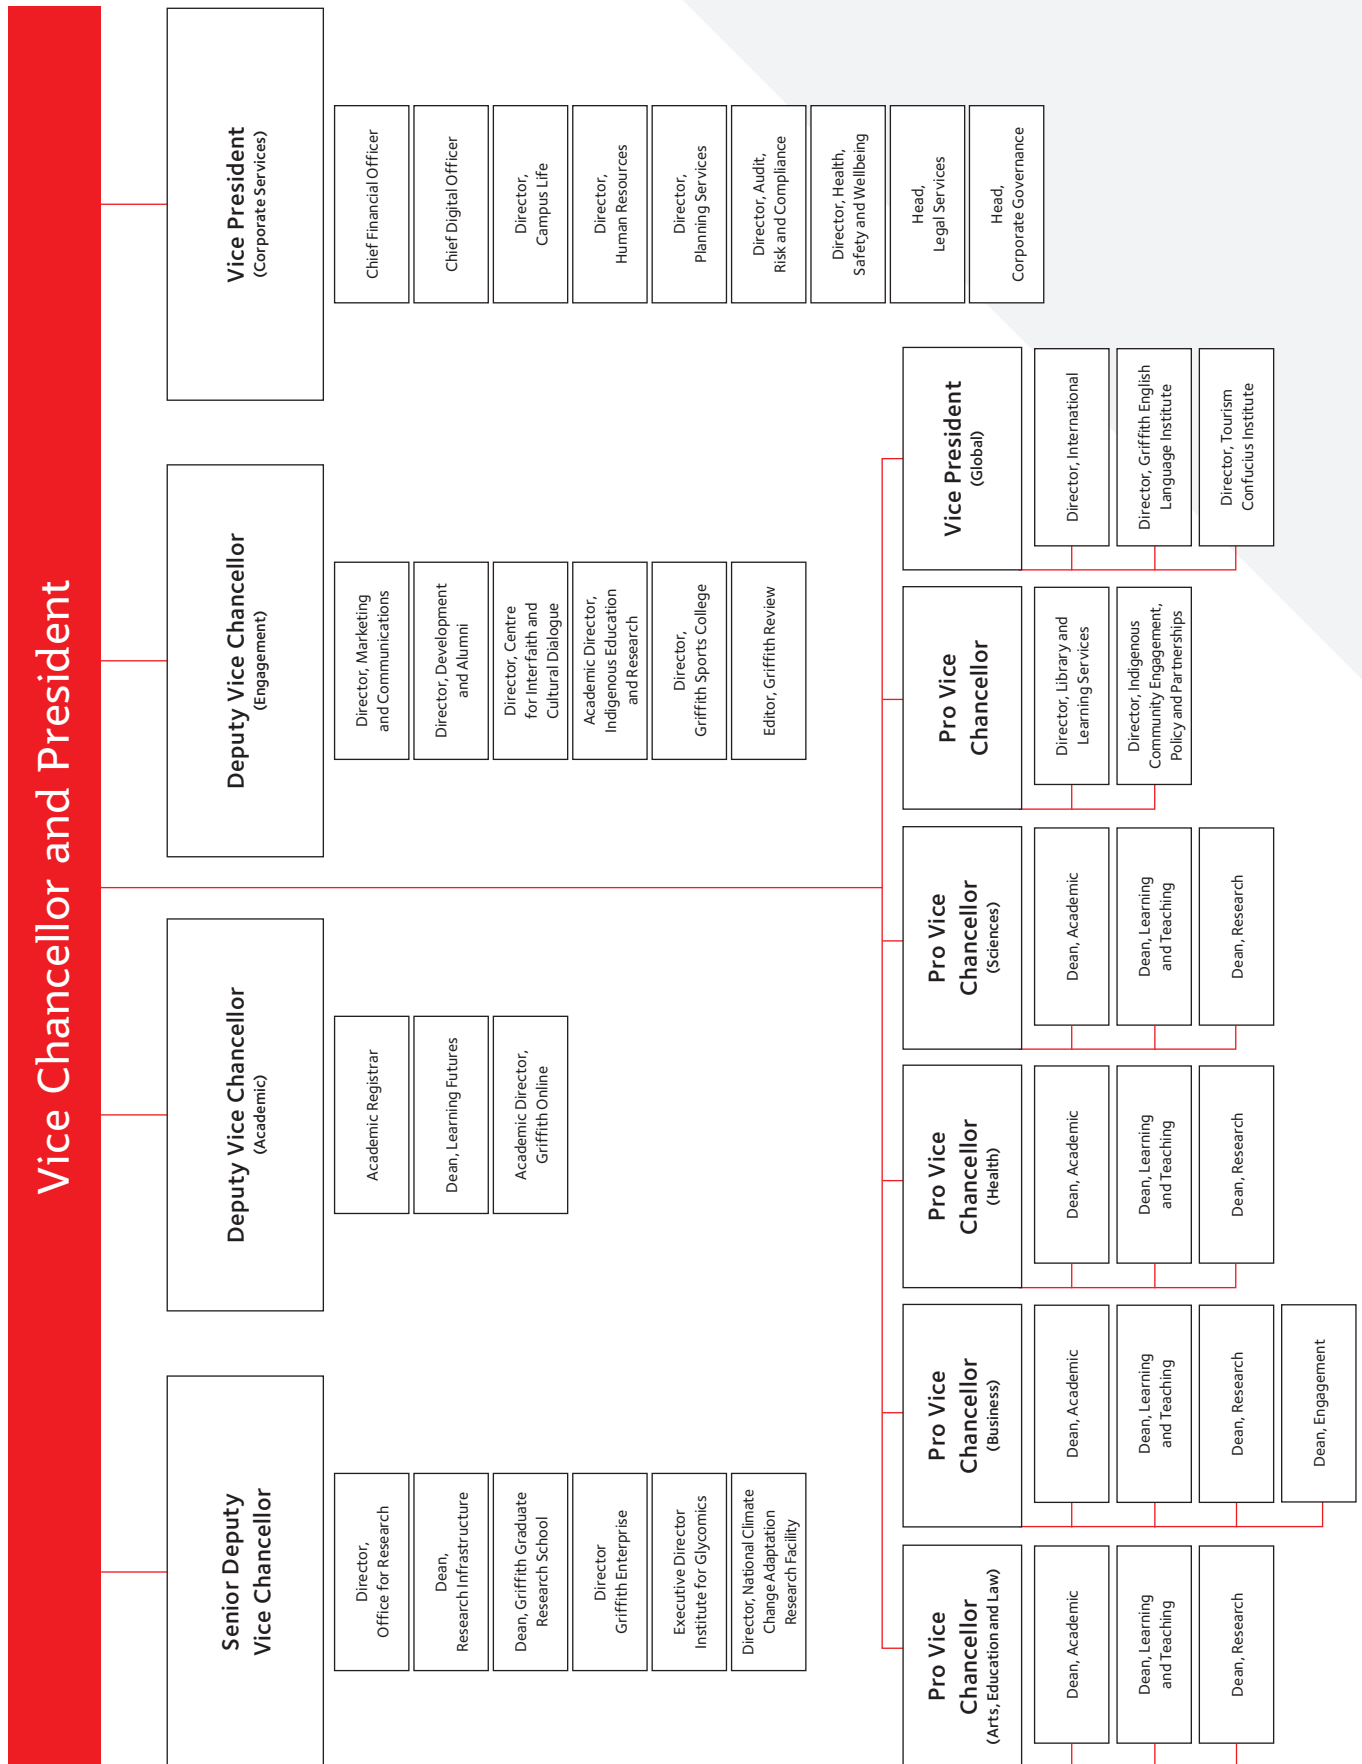 Vice Chancellor and President
Senior Deputy
Vice Chancellor
Director,
Office for Research
Dean,
Research Infrastructure
Dean, Griffith Graduate
Research School
Director
Griffith Enterprise
Executive Director
Institute for Glycomics
Director, National Climate
Change Adaptation
Research Facility
Deputy Vice Chancellor
(Academic)
Academic Registrar
Dean, Learning Futures
Academic Director,
Griffith Online
Deputy Vice Chancellor
(Engagement)
Director, Marketing
and Communications
Director, Development
and Alumni
Director, Centre
for Interfaith and
Cultural Dialogue
Academic Director,
Indigenous Education
and Research
Director,
Griffith Sports College
Editor, Griffith Review
Vice President
(Corporate Services)
Chief Financial Officer
Chief Digital Officer
Director,
Campus Life
Director,
Human Resources
Director,
Planning Services
Director, Audit,
Risk and Compliance
Director, Health,
Safety and Wellbeing
Head,
Legal Services
Head,
Corporate Governance
Pro Vice
Chancellor
(Arts, Education and Law)
Dean, Academic
Dean, Learning
and Teaching
Dean, Research
Pro Vice
Chancellor
(Business)
Dean, Academic
Dean, Learning
and Teaching
Dean, Research
Dean, Engagement
Pro Vice
Chancellor
(Health)
Dean, Academic
Dean, Learning
and Teaching
Dean, Research
Pro Vice
Chancellor
(Sciences)
Dean, Academic
Dean, Learning
and Teaching
Dean, Research
Pro Vice
Chancellor
Director, Library and
Learning Services
Director, Indigenous
Community Engagement,
Policy and Partnerships
Vice President
(Global)
Director, International
Director, Griffith English
Language Institute
Director, Tourism
Confucius Institute